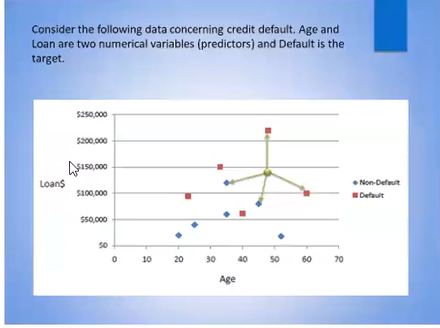 Consider the following data concerning credit default. Age and
Loan are two numerical variables (predictors) and Default is the
target.
$250,000
$200,000
$150,000
Loan$
$100,000
$50,000
$0
0 10 20 30 40 50 60 70
Age
Non-Default
Default